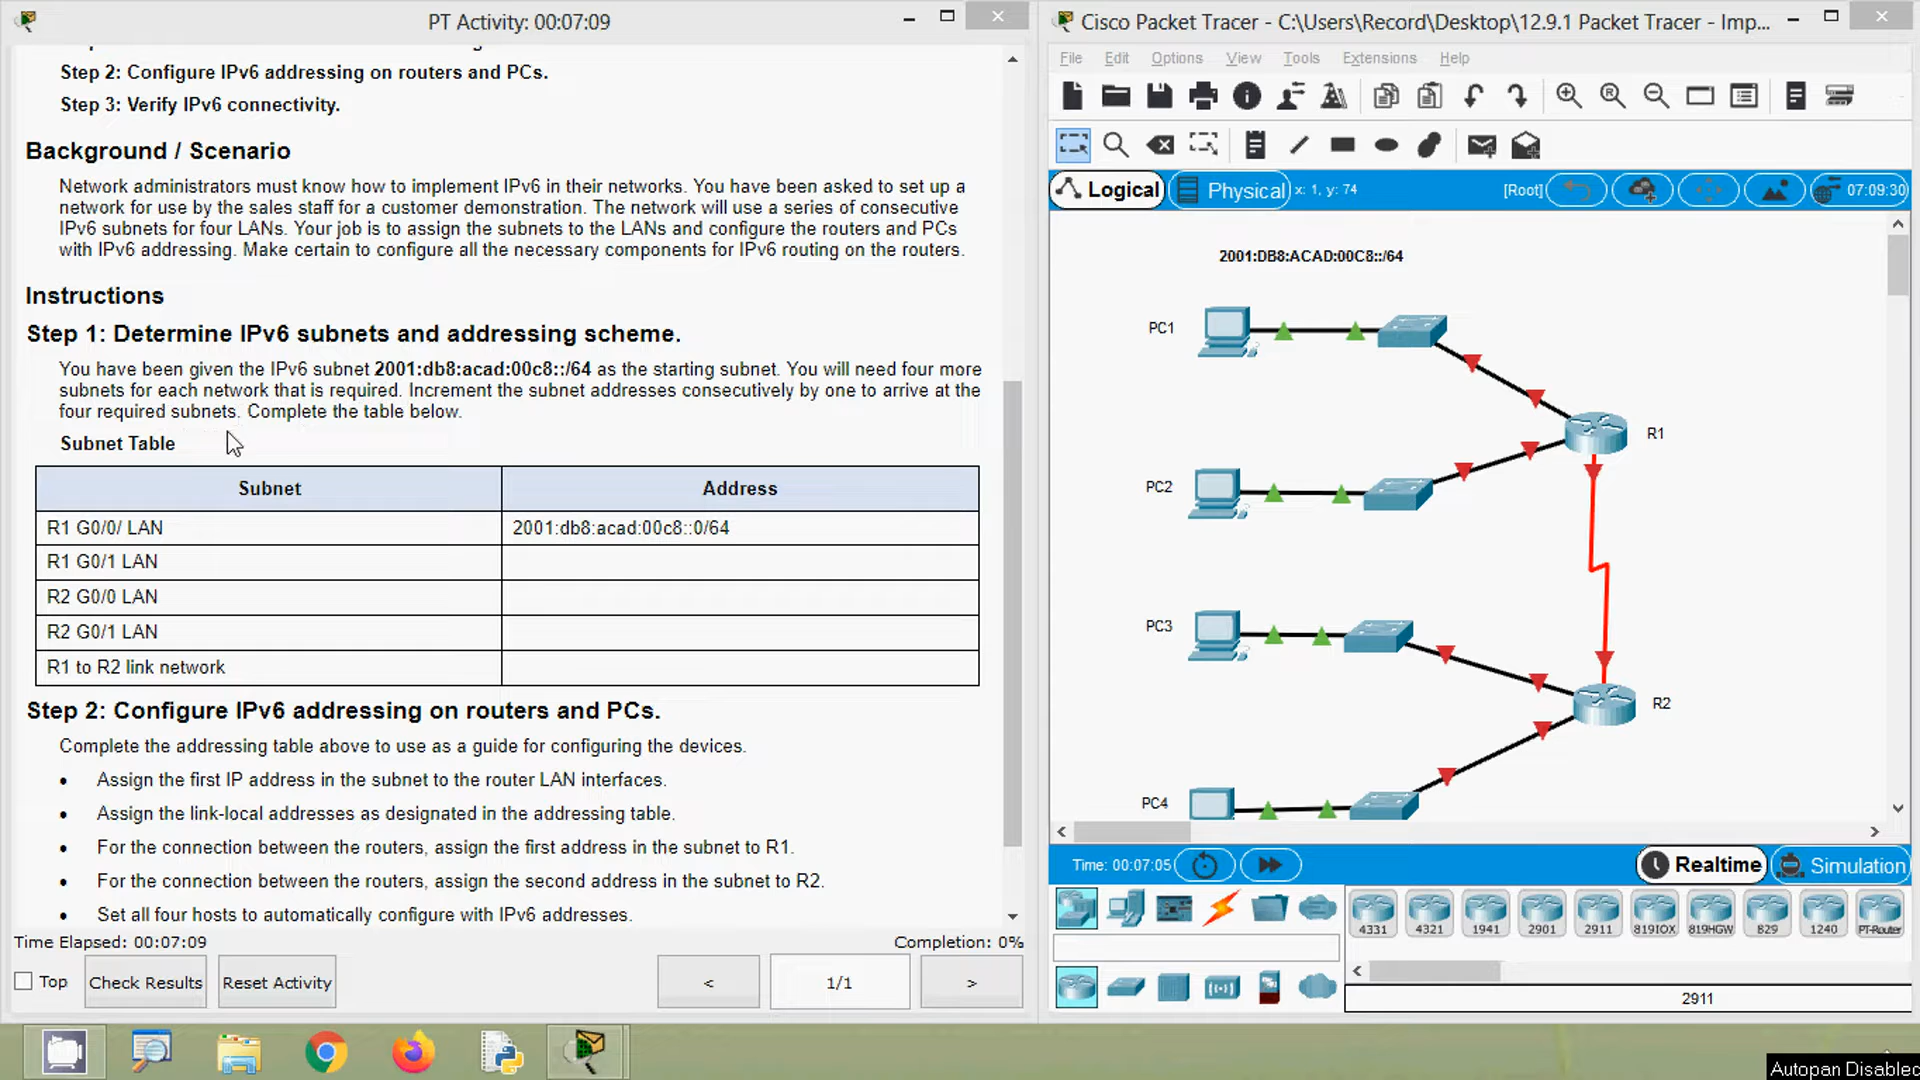 PT Activity: 00:07:09
Step 2: Configure IPv6 addressing on routers and PCs.
Step 3: Verify IPv6 connectivity.
Background / Scenario
Network administrators must know how to implement IPv6 in their networks. You have been asked to set up a
network for use by the sales staff for a customer demonstration. The network will use a series of consecutive
IPv6 subnets for four LANs. Your job is to assign the subnets to the LANs and configure the routers and PCs
with IPv6 addressing. Make certain to configure all the necessary components for IPv6 routing on the routers.
Instructions
Step 1: Determine IPv6 subnets and addressing scheme.
You have been given the IPv6 subnet 2001:db8:acad:00c8::/64 as the starting subnet. You will need four more
subnets for each network that is required. Increment the subnet addresses consecutively by one to arrive at the
four required subnets. Complete the table below.
Subnet Table
Subnet Address
R1 G0/0/ LAN 2001:db8:acad:00c8::0/64
R1 G0/1 LAN
R2 G0/0 LAN
R2 G0/1 LAN
R1 to R2 link network
Step 2: Configure IPv6 addressing on routers and PCs.
Complete the addressing table above to use as a guide for configuring the devices.
• Assign the first IP address in the subnet to the router LAN interfaces.
• Assign the link-local addresses as designated in the addressing table.
• For the connection between the routers, assign the first address in the subnet to R1.
• For the connection between the routers, assign the second address in the subnet to R2.
• Set all four hosts to automatically configure with IPv6 addresses.
Time Elapsed: 00:07:09 Completion: 0%
Top Check Results Reset Activity < 1/1 >
Cisco Packet Tracer - C:\Users\Record\Desktop\12.9.1 Packet Tracer - Imp...
File Edit Options View Tools Extensions Help
Logical Physical x: 1, y: 74 [Root] 07:09:30
2001:DB8:ACAD:00C8::/64
PC1
R1
PC2
PC3
R2
PC4
Time: 00:07:05 Realtime Simulation
4331 4321 1941 2901 2911 819IOX 819HGW 829 1240 PT-Router
2911
Autopan Disabled